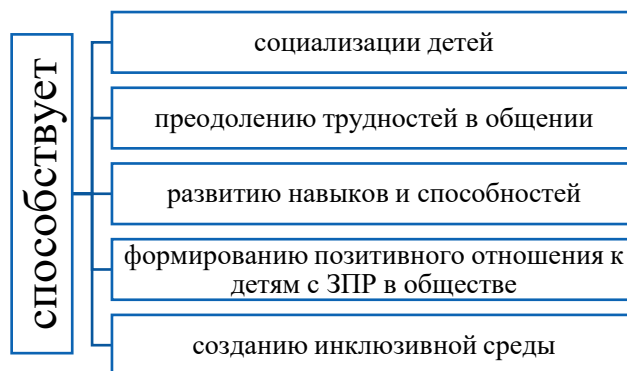 способствует
социализации детей
преодолению трудностей в общении
развитию навыков и способностей
формированию позитивного отношения к
детям с ЗПР в обществе
созданию инклюзивной среды